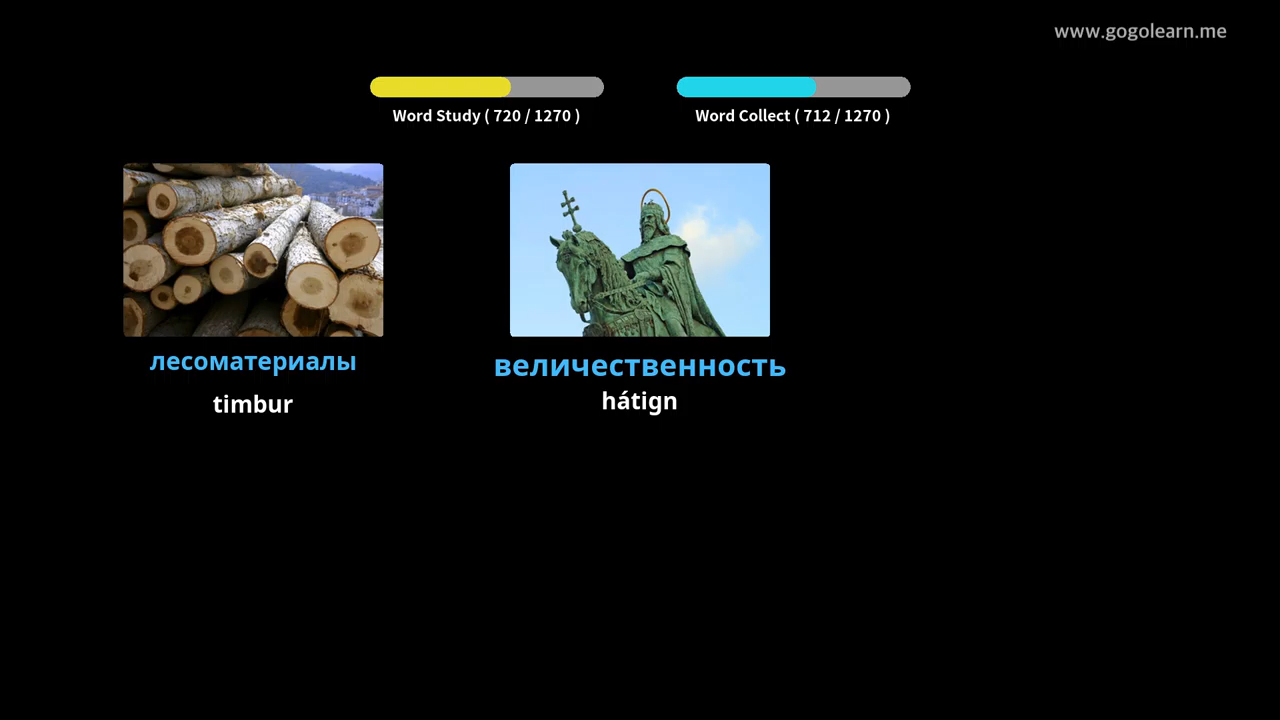 www.gogolearn.me
Word Study ( 720 / 1270 )
Word Collect ( 712 / 1270 )
лесоматериалы
timbur
величественность
hátign